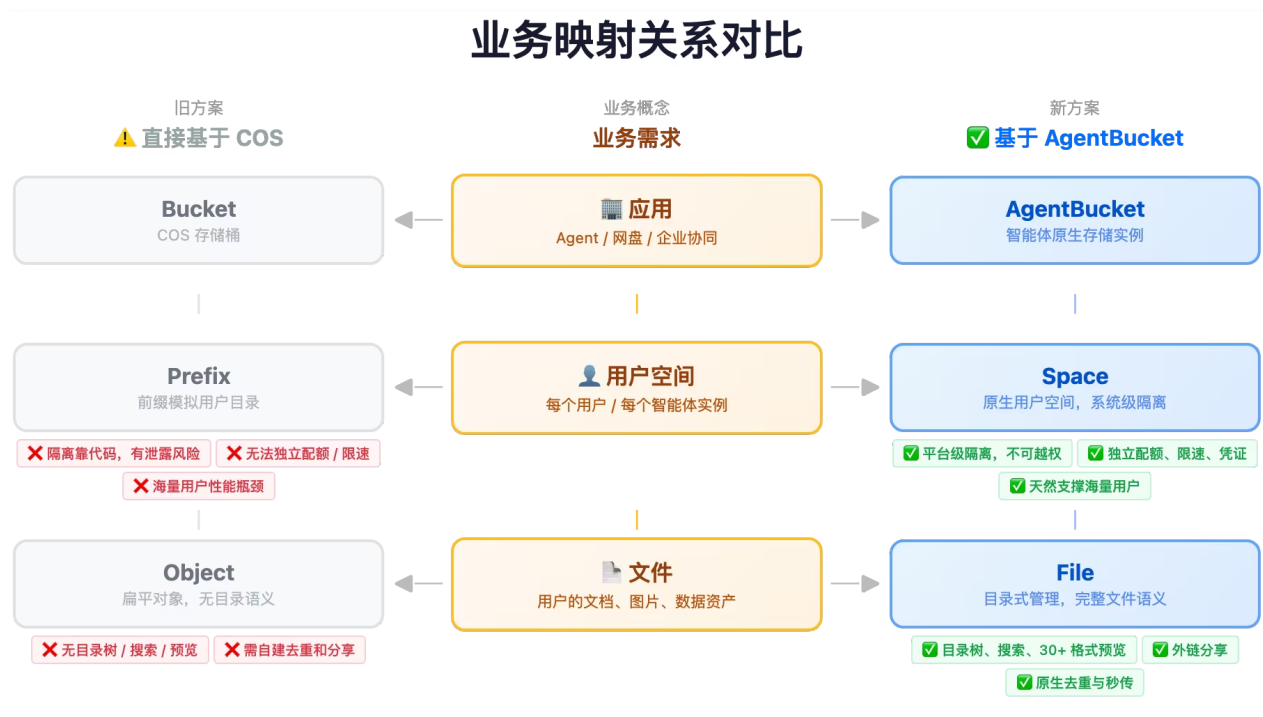 业务映射关系对比
旧方案
直接基于 COS
业务概念
业务需求
新方案
基于 AgentBucket
Bucket
COS 存储桶
应用
Agent / 网盘 / 企业协同
AgentBucket
智能体原生存储实例
Prefix
前缀模拟用户目录
用户空间
每个用户 / 每个智能体实例
Space
原生用户空间，系统级隔离
隔离靠代码，有泄露风险
无法独立配额 / 限速
海量用户性能瓶颈
平台级隔离，不可越权
独立配额、限速、凭证
天然支撑海量用户
Object
扁平对象，无目录语义
文件
用户的文档、图片、数据资产
File
目录式管理，完整文件语义
无目录树 / 搜索 / 预览
需自建去重和分享
目录树、搜索、30+ 格式预览
外链分享
原生去重与秒传